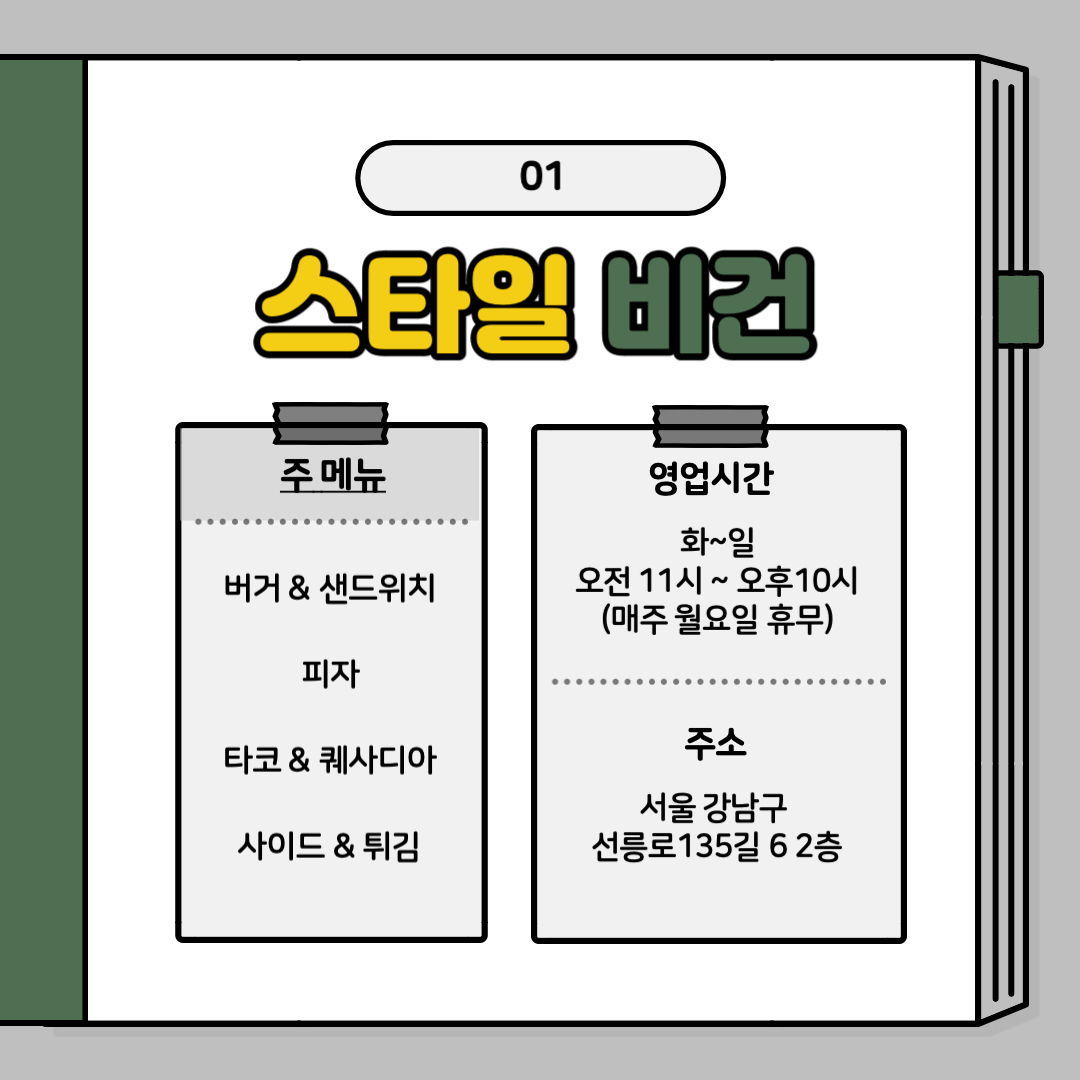 01
스타일 비건
주 메뉴
버거 & 샌드위치
피자
타코 & 퀘사디아
사이드 & 튀김
영업시간
화~일
오전 11시 ~ 오후10시
(매주 월요일 휴무)
주소
서울 강남구
선릉로135길 6 2층